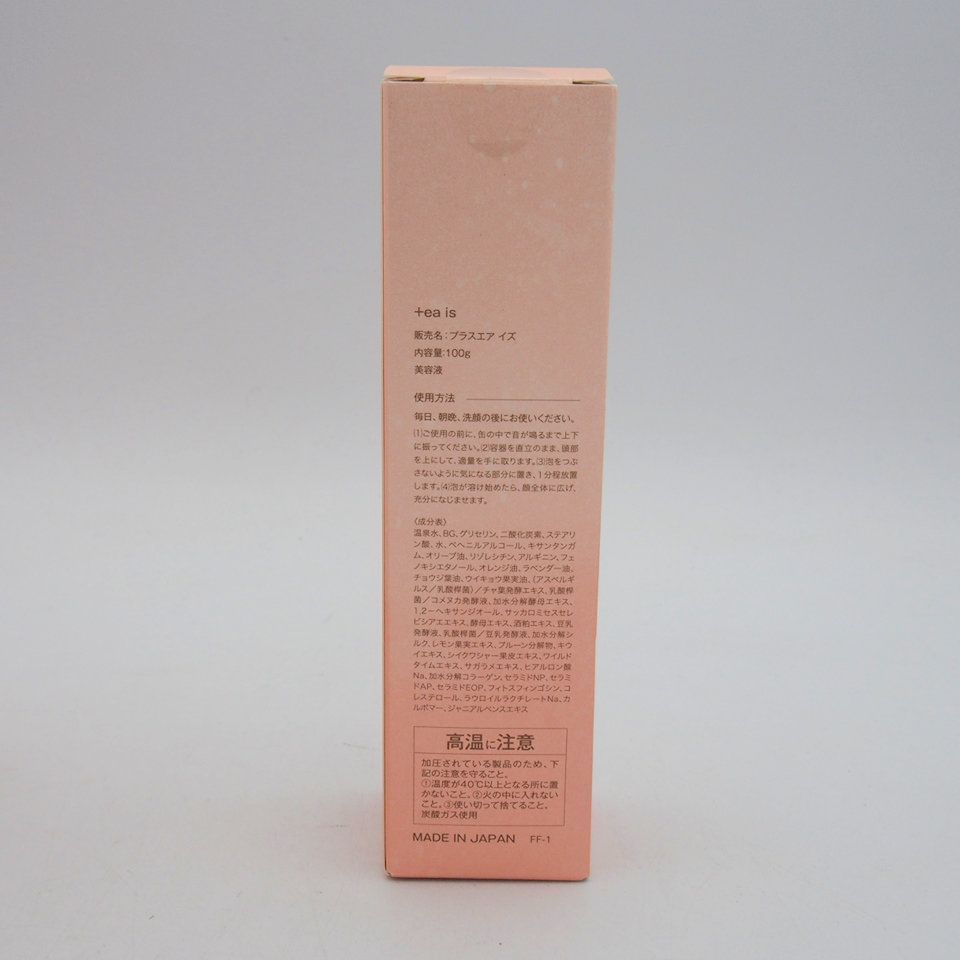 +ea is
販売名：プラスエア イズ
内容量:100g
美容液
使用方法
毎日、朝晩、洗顔の後にお使いください。
⑴ご使用の前に、缶の中で音が鳴るまで上下
に振ってください。⑵容器を直立のまま、頭部
を上にして、適量を手に取ります。⑶泡をつぶ
さないように気になる部分に置き、1分程放置
します。⑷泡が溶け始めたら、顔全体に広げ、
充分になじませます。
〈成分表〉
温泉水、BG、グリセリン、二酸化炭素、ステアリ
ン酸、水、ベヘニルアルコール、キサンタンガ
ム、オリーブ油、リゾレシチン、アルギニン、フェ
ノキシエタノール、オレンジ油、ラベンダー油、
チョウジ葉油、ウイキョウ果実油、（アスペルギ
ルス／乳酸桿菌）／チャ葉発酵エキス、乳酸桿
菌／コメヌカ発酵液、加水分解酵母エキス、
1,2－ヘキサンジオール、サッカロミセスセレ
ビシアエエキス、酵母エキス、酒粕エキス、豆乳
発酵液、乳酸桿菌／豆乳発酵液、加水分解シ
ルク、レモン果実エキス、プルーン分解物、キウ
イエキス、シイクワシャー果皮エキス、ワイルド
タイムエキス、サガラメエキス、ヒアルロン酸
Na、加水分解コラーゲン、セラミドNP、セラミ
ドAP、セラミドEOP、フィトスフィンゴシン、コ
レステロール、ラウロイルラクチレートNa、カ
ルボマー、ジャニアルベンスエキス
高温に注意
加圧されている製品のため、下
記の注意を守ること。
①温度が40℃以上となる所に置
かないこと。②火の中に入れない
こと。③使い切って捨てること。
炭酸ガス使用
MADE IN JAPAN FF-1